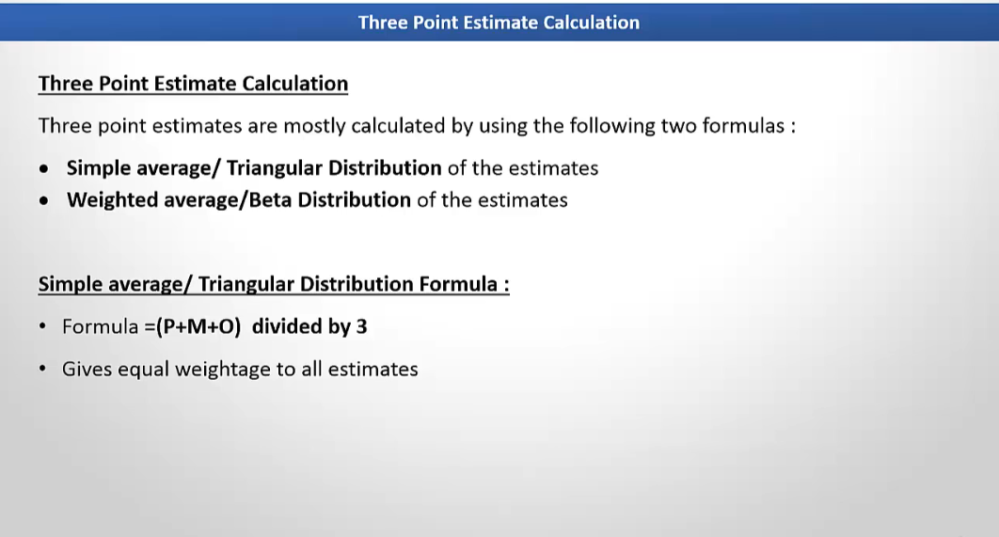 Three Point Estimate Calculation
Three Point Estimate Calculation
Three point estimates are mostly calculated by using the following two formulas :
• Simple average/ Triangular Distribution of the estimates
• Weighted average/Beta Distribution of the estimates
Simple average/ Triangular Distribution Formula :
• Formula =(P+M+O) divided by 3
• Gives equal weightage to all estimates